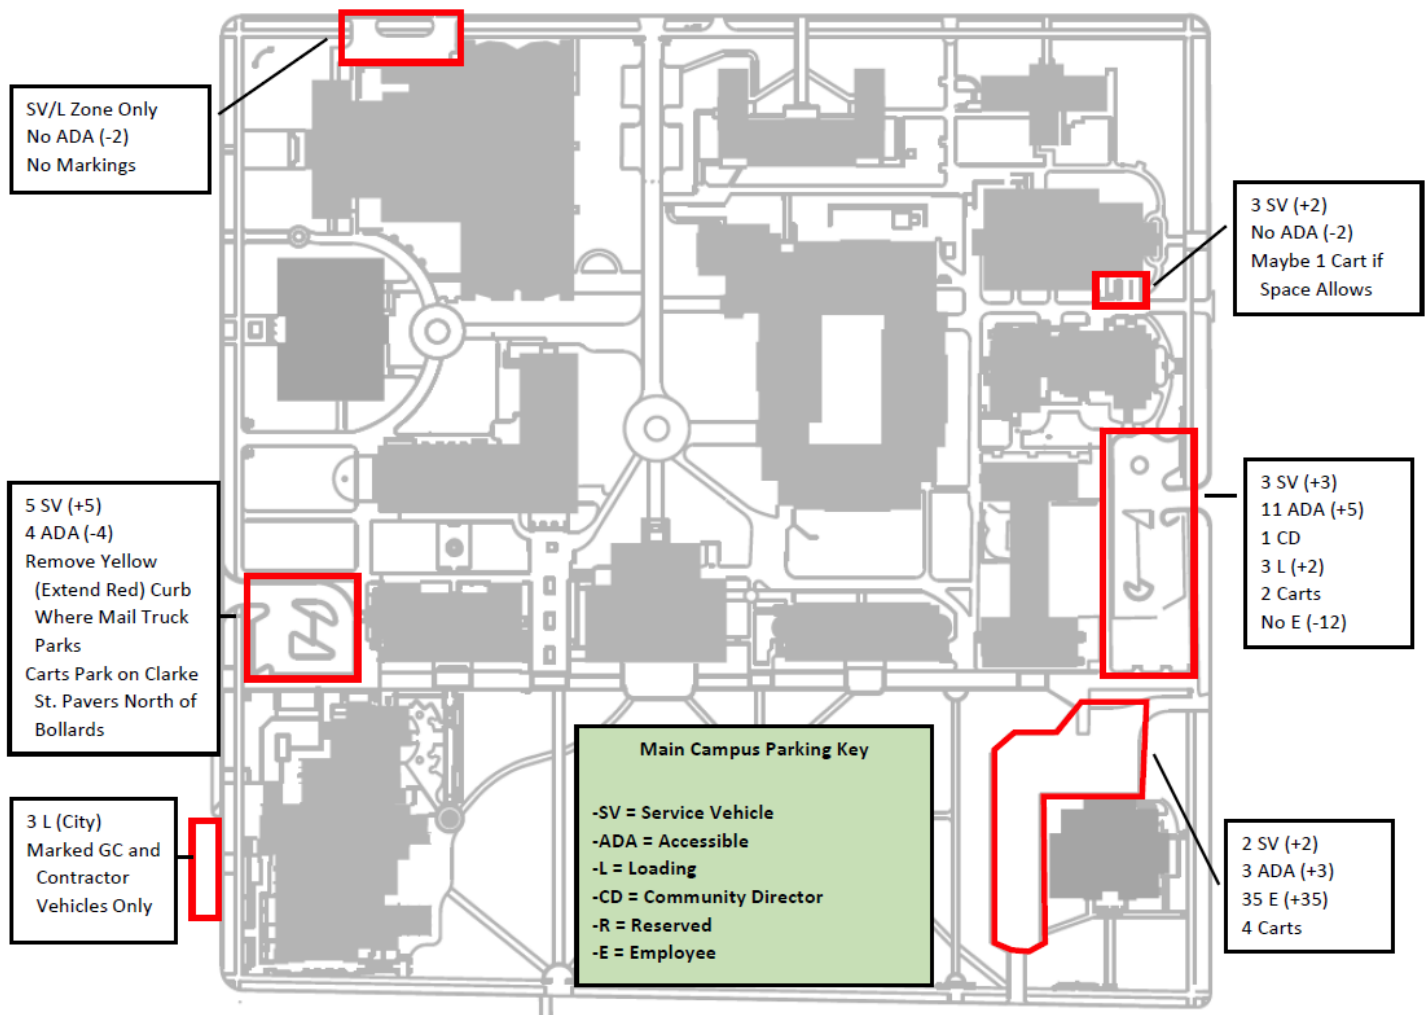 SV/L Zone Only
No ADA (-2)
No Markings
3 SV (+2)
No ADA (-2)
Maybe 1 Cart if
Space Allows
5 SV (+5)
4 ADA (-4)
Remove Yellow
(Extend Red) Curb
Where Mail Truck
Parks
Carts Park on Clarke
St. Pavers North of
Bollards
3 SV (+3)
11 ADA (+5)
1 CD
3 L (+2)
2 Carts
No E (-12)
3 L (City)
Marked GC and
Contractor
Vehicles Only
Main Campus Parking Key
-SV = Service Vehicle
-ADA = Accessible
-L = Loading
-CD = Community Director
-R = Reserved
-E = Employee
2 SV (+2)
3 ADA (+3)
35 E (+35)
4 Carts